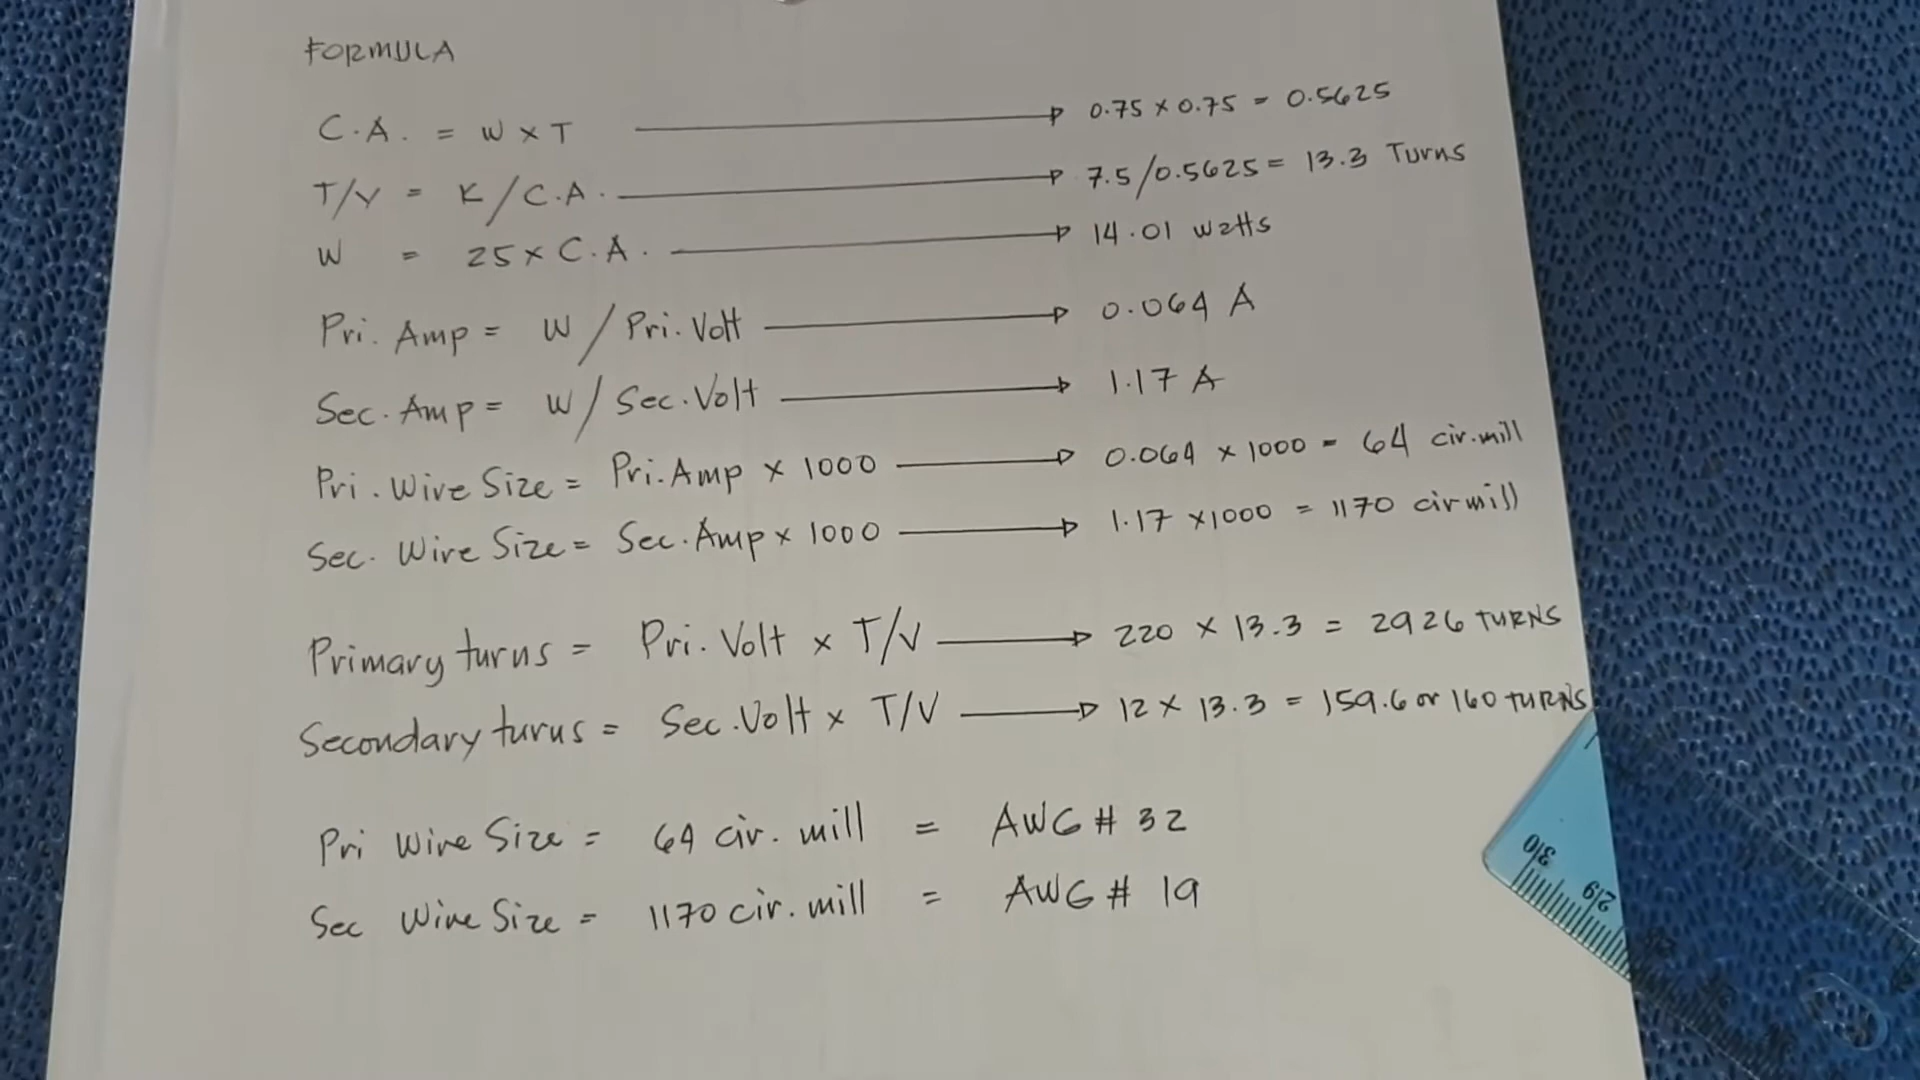 FORMULA
C.A. = W x T → 0.75 x 0.75 = 0.5625
T/V = K/C.A. → 7.5/0.5625 = 13.3 Turns
W = 25 x C.A. → 14.01 watts
Pri. Amp = W / Pri. Volt → 0.064 A
Sec. Amp = W / Sec. Volt → 1.17 A
Pri. Wire Size = Pri. Amp x 1000 → 0.064 x 1000 = 64 cir. mill
Sec. Wire Size = Sec. Amp x 1000 → 1.17 x 1000 = 1170 cir mill
Primary turns = Pri. Volt x T/V → 220 x 13.3 = 2926 TURNS
Secondary turns = Sec. Volt x T/V → 12 x 13.3 = 159.6 or 160 TURNS
Pri Wire Size = 64 cir. mill = AWG # 32
Sec Wire Size = 1170 cir. mill = AWG # 19
30
29